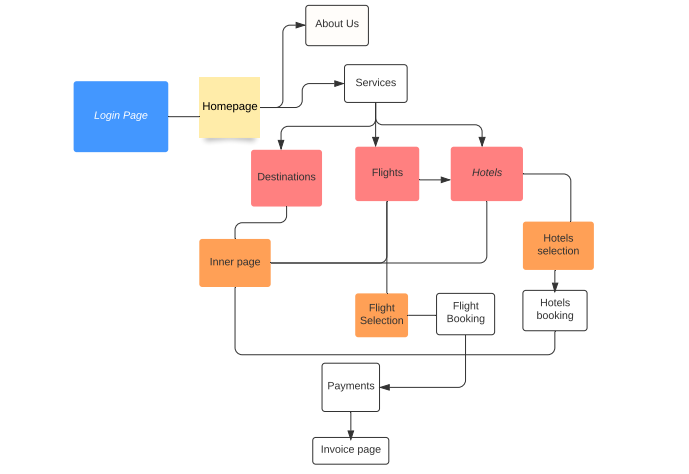 About Us
Services
Login Page
Homepage
Destinations
Flights
Hotels
Inner page
Hotels
selection
Flight
Selection
Flight
Booking
Hotels
booking
Payments
Invoice page